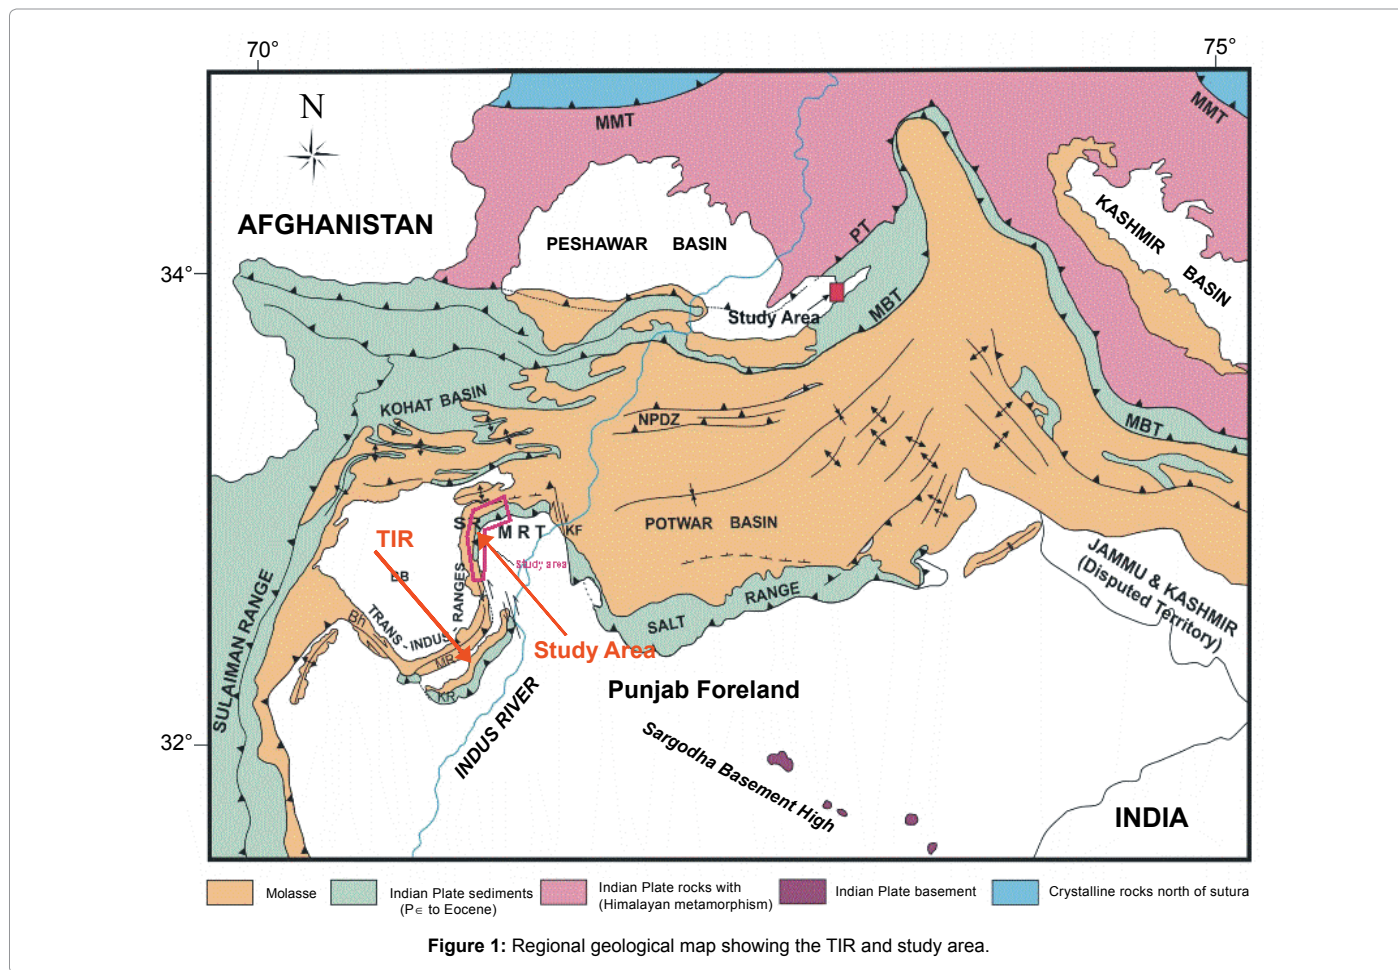 70°
75°
N
MMT
MMT
AFGHANISTAN
PESHAWAR BASIN
PT
KASHMIR
BASIN
34°
Study Area
MBT
KOHAT BASIN
NPDZ
MBT
SR
MRT
KF
POTWAR BASIN
TIR
Study area
BB
JAMMU & KASHMIR
(Disputed Territory)
SULAIMAN RANGE
Bh
TRANS - INDUS RANGES
SALT RANGE
Study Area
MR
KR
Punjab Foreland
INDUS RIVER
32°
Sargodha Basement High
INDIA
Molasse
Indian Plate sediments
(P∈ to Eocene)
Indian Plate rocks with
(Himalayan metamorphism)
Indian Plate basement
Crystalline rocks north of sutura
Figure 1: Regional geological map showing the TIR and study area.